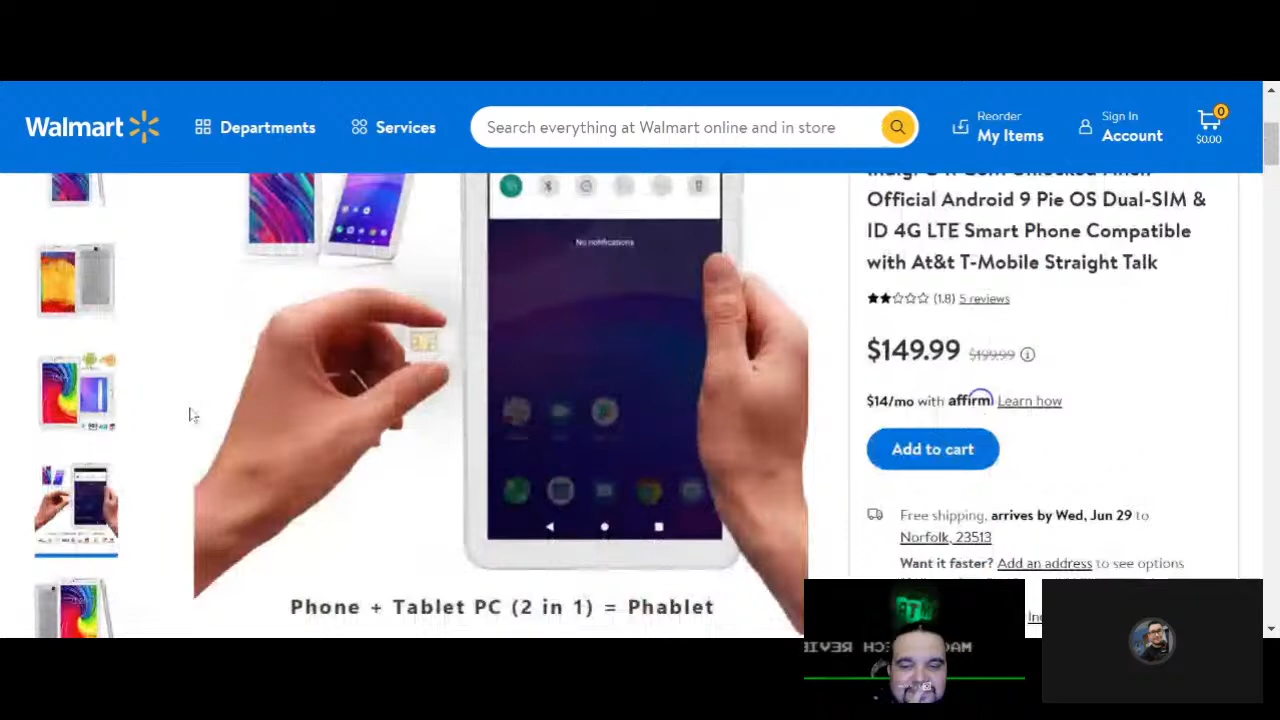 Walmart
Departments
Services
Search everything at Walmart online and in store
Reorder
My Items
Sign In
Account
0
$0.00
Official Android 9 Pie OS Dual-SIM &
ID 4G LTE Smart Phone Compatible
with At&t T-Mobile Straight Talk
(1.8) 5 reviews
$149.99 $199.99
$14/mo with affirm Learn how
Add to cart
Free shipping, arrives by Wed, Jun 29 to
Norfolk, 23513
Want it faster? Add an address to see options
No notifications
Phone + Tablet PC (2 in 1) = Phablet